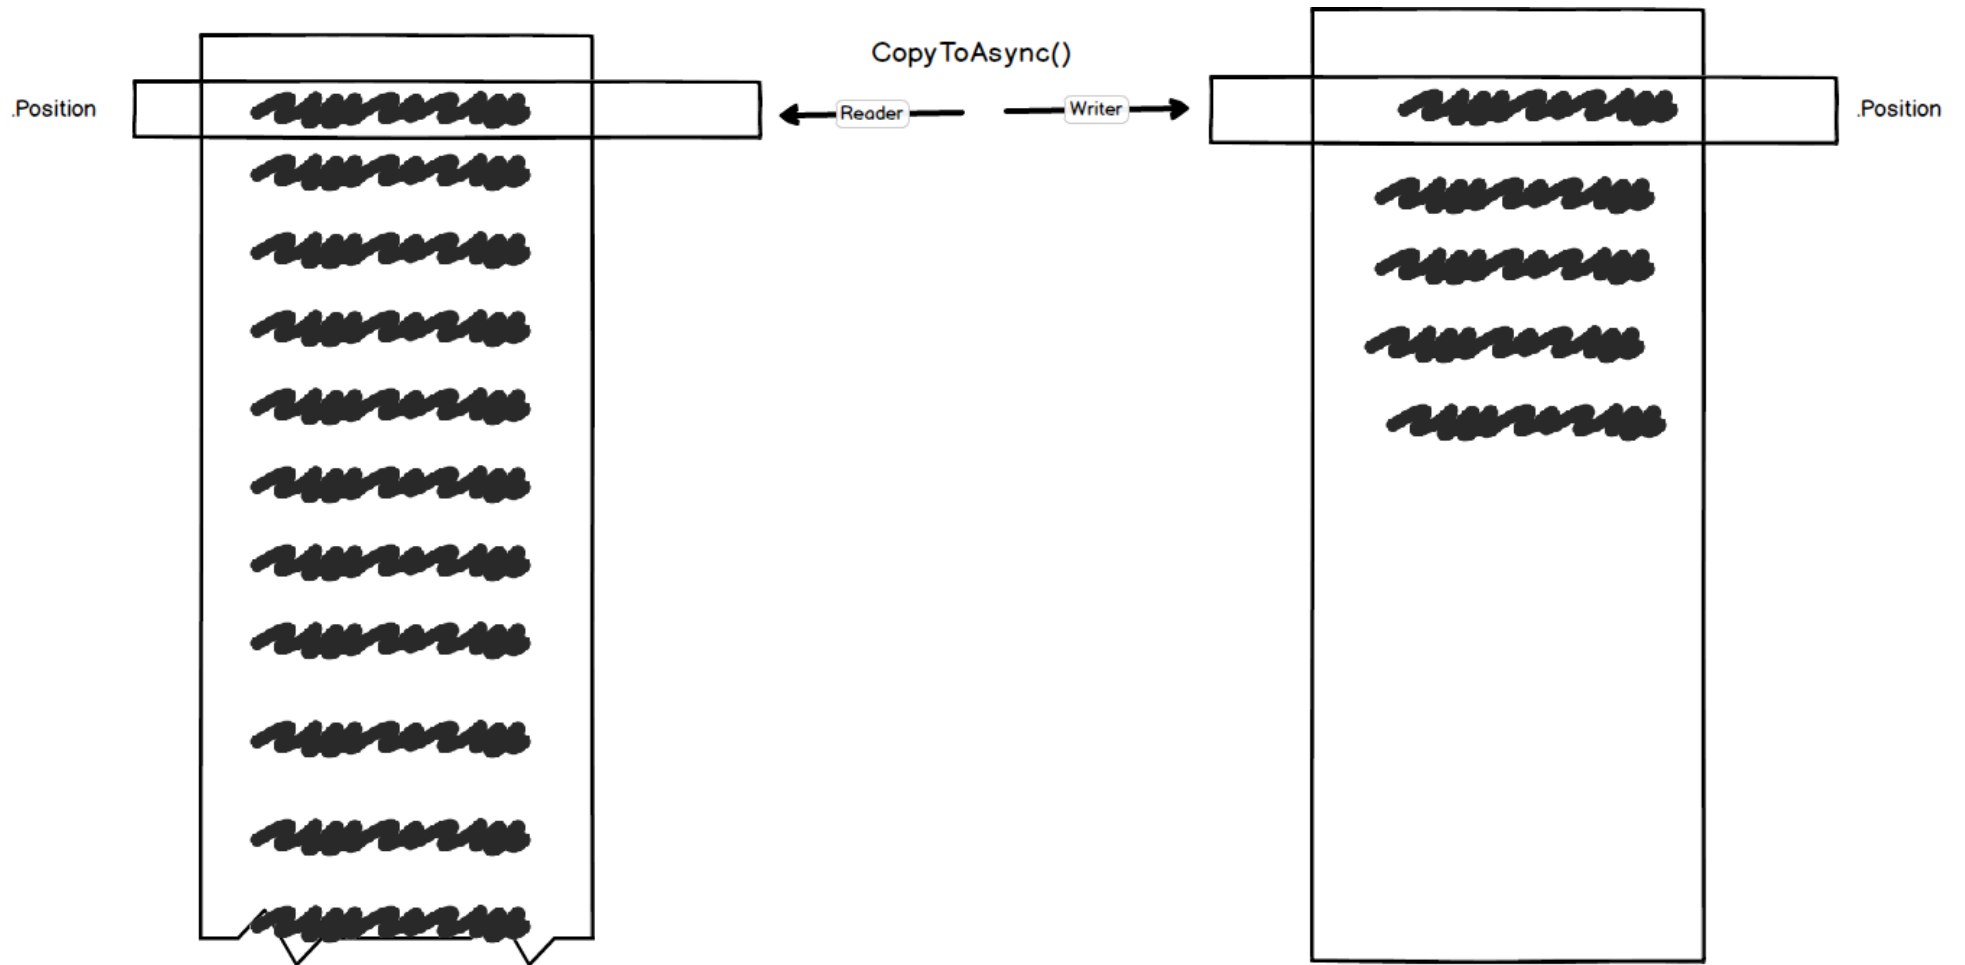 CopyToAsync()
.Position
Reader
Writer
.Position